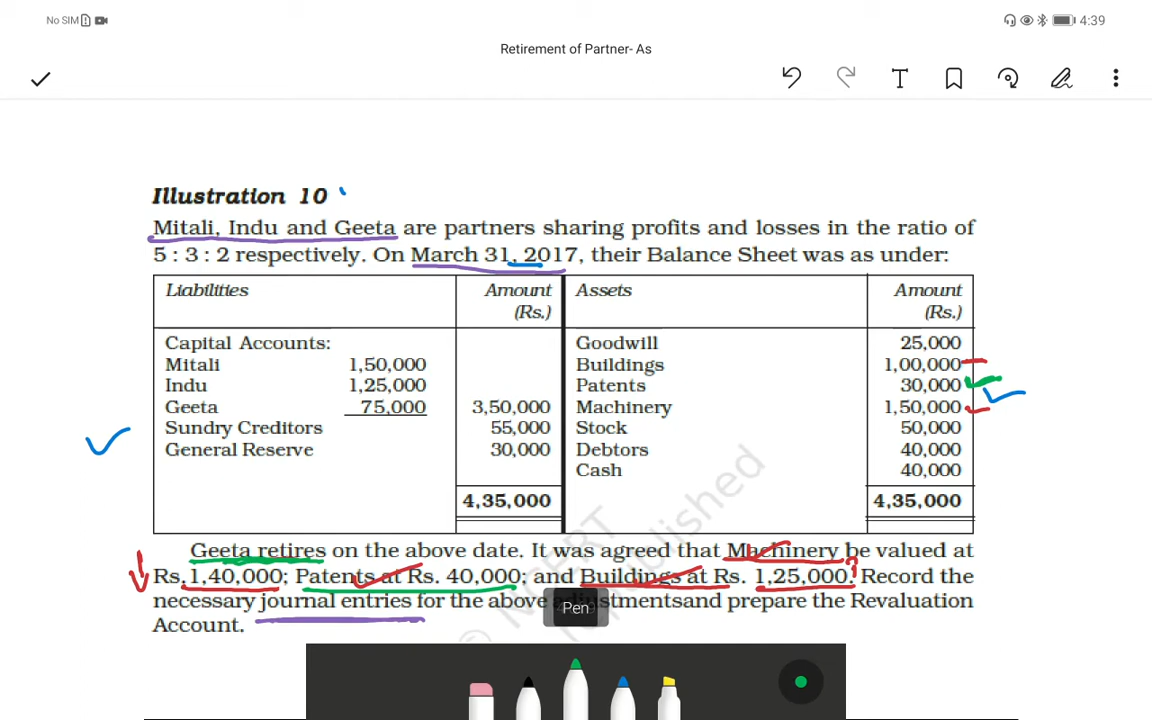 No SIM
4:39
Retirement of Partner- As
T
Illustration 10
Mitali, Indu and Geeta are partners sharing profits and losses in the ratio of
5 : 3 : 2 respectively. On March 31, 2017, their Balance Sheet was as under:
Liabilities Amount Assets Amount
(Rs.) (Rs.)
Capital Accounts: Goodwill 25,000
Mitali 1,50,000 Buildings 1,00,000
Indu 1,25,000 Patents 30,000
Geeta 75,000 3,50,000 Machinery 1,50,000
Sundry Creditors 55,000 Stock 50,000
General Reserve 30,000 Debtors 40,000
Cash 40,000
4,35,000 4,35,000
Geeta retires on the above date. It was agreed that Machinery be valued at
Rs. 1,40,000; Patents at Rs. 40,000; and Buildings at Rs. 1,25,000. Record the
necessary journal entries for the above adjustmentsand prepare the Revaluation
Account.
Pen
© NCERT